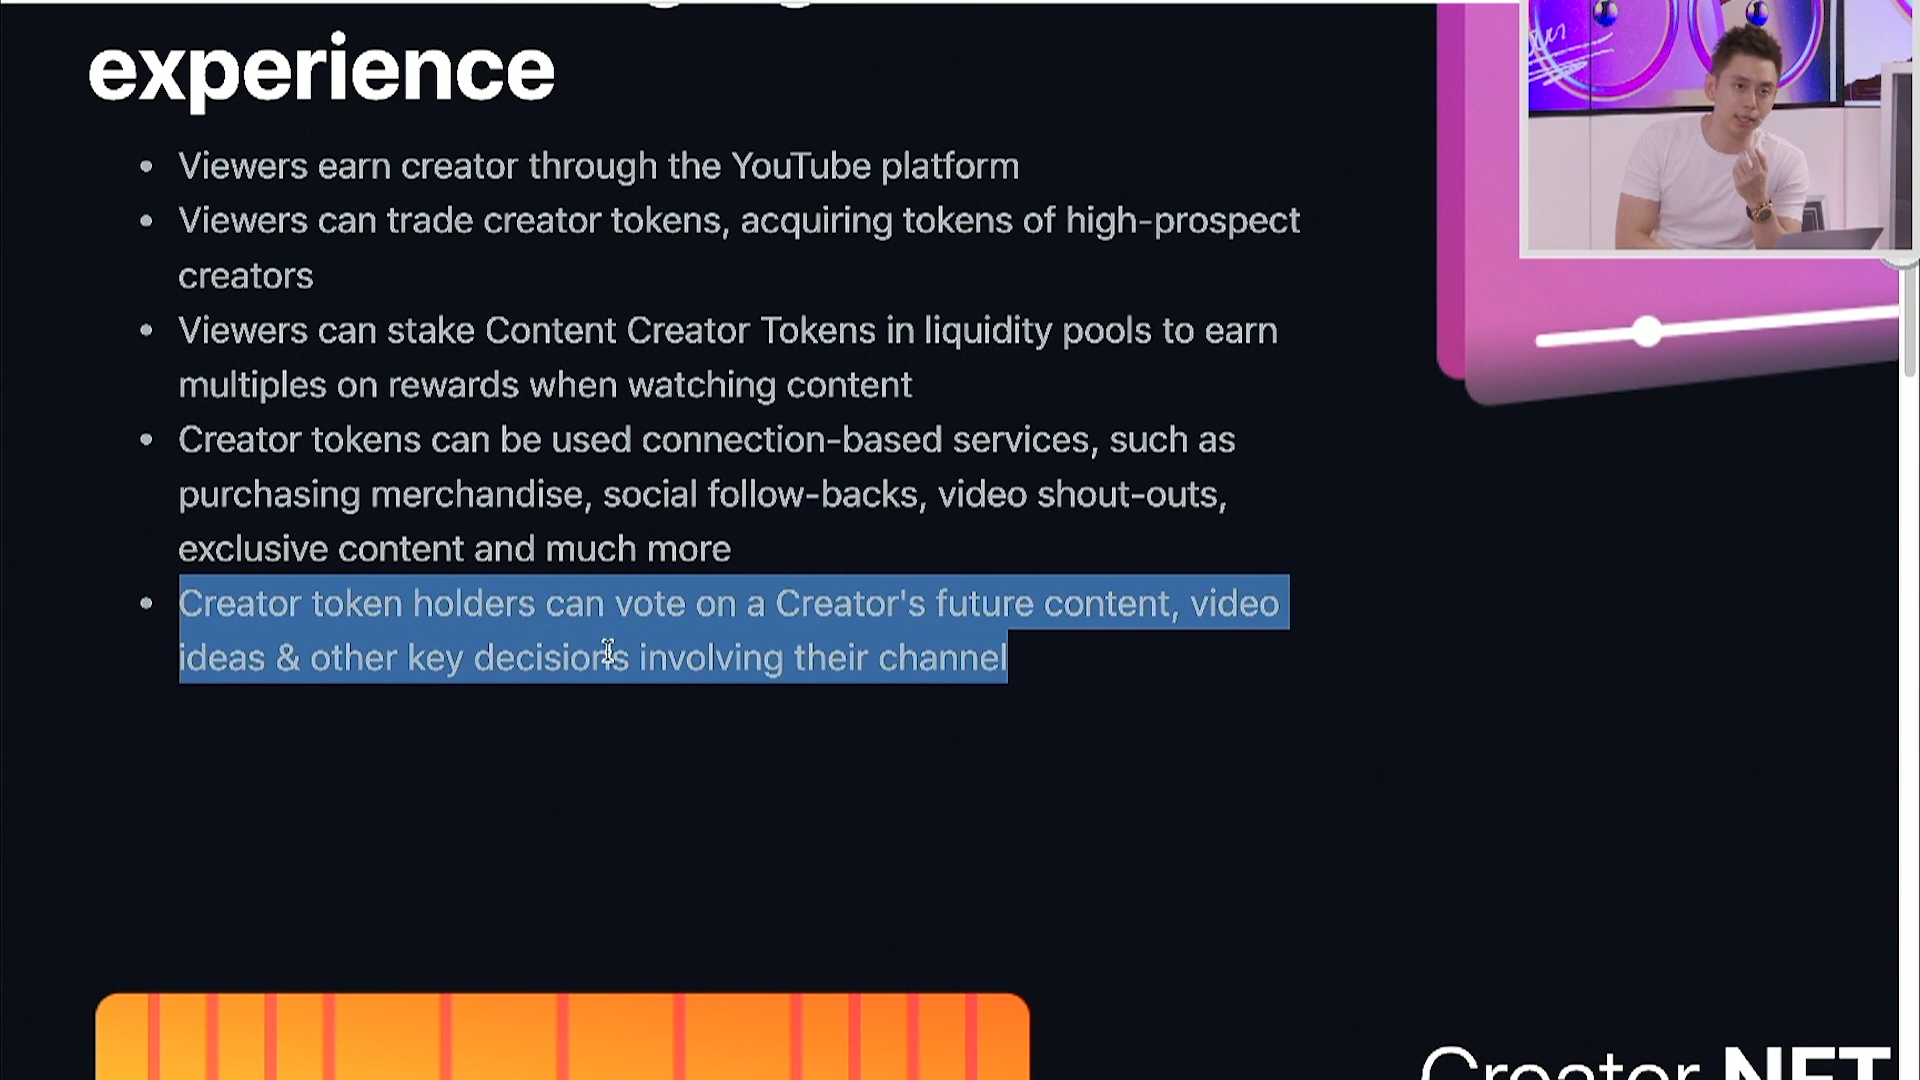 experience
• Viewers earn creator through the YouTube platform
• Viewers can trade creator tokens, acquiring tokens of high-prospect
creators
• Viewers can stake Content Creator Tokens in liquidity pools to earn
multiples on rewards when watching content
• Creator tokens can be used connection-based services, such as
purchasing merchandise, social follow-backs, video shout-outs,
exclusive content and much more
• Creator token holders can vote on a Creator's future content, video
ideas & other key decisions involving their channel
Creator NFT